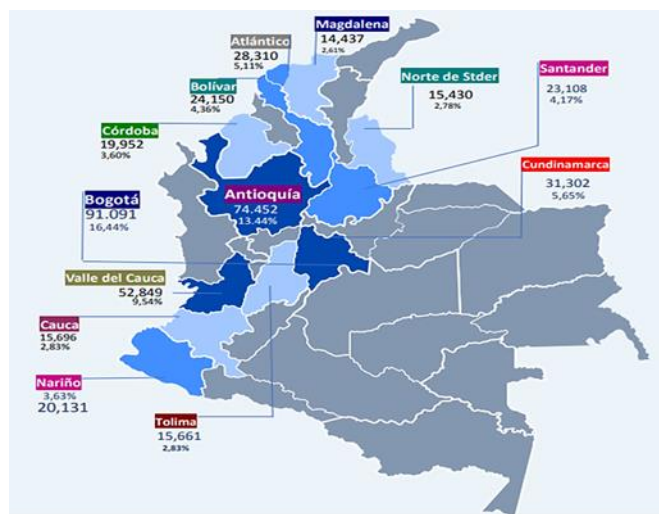 Magdalena
14,437
2,61%
Atlántico
28,310
5,11%
Bolívar
24,150
4,36%
Norte de Stder
15,430
2,78%
Santander
23,108
4,17%
Córdoba
19,952
3,60%
Cundinamarca
31,302
5,65%
Antioquía
74,452
13.44%
Bogotá
91.091
16,44%
Valle del Cauca
52,849
9,54%
Cauca
15,696
2,83%
Nariño
3,63%
20,131
Tolima
15,661
2,83%